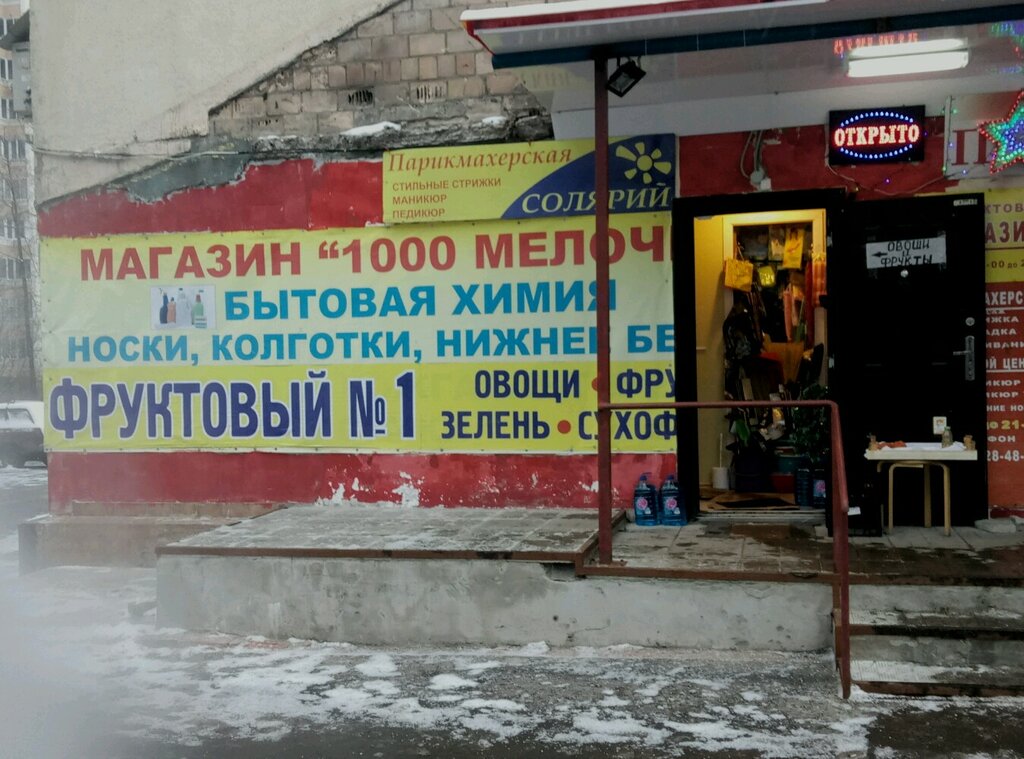 Парикмахерская
СТИЛЬНЫЕ СТРИЖКИ
МАНИКЮР
ПЕДИКЮР
СОЛЯРИЙ
МАГАЗИН "1000 МЕЛОЧ
БЫТОВАЯ ХИМИЯ
НОСКИ, КОЛГОТКИ, НИЖНЕЕ БЕ
ФРУКТОВЫЙ №1
ОВОЩИ • ФРУ
ЗЕЛЕНЬ • СУХОФ
ОТКРЫТО
ОВОЩИ
И
ФРУКТЫ